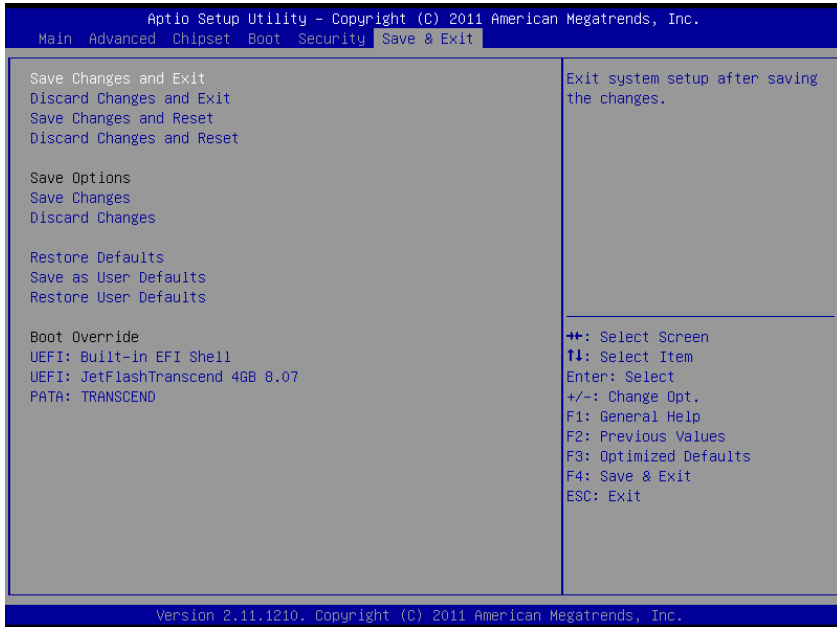 Aptio Setup Utility – Copyright (C) 2011 American Megatrends, Inc.
Main Advanced Chipset Boot Security Save & Exit
Save Changes and Exit
Discard Changes and Exit
Save Changes and Reset
Discard Changes and Reset
Save Options
Save Changes
Discard Changes
Restore Defaults
Save as User Defaults
Restore User Defaults
Boot Override
UEFI: Built-in EFI Shell
UEFI: JetFlashTranscend 4GB 8.07
PATA: TRANSCEND
Exit system setup after saving
the changes.
→←: Select Screen
↑↓: Select Item
Enter: Select
+/-: Change Opt.
F1: General Help
F2: Previous Values
F3: Optimized Defaults
F4: Save & Exit
ESC: Exit
Version 2.11.1210. Copyright (C) 2011 American Megatrends, Inc.